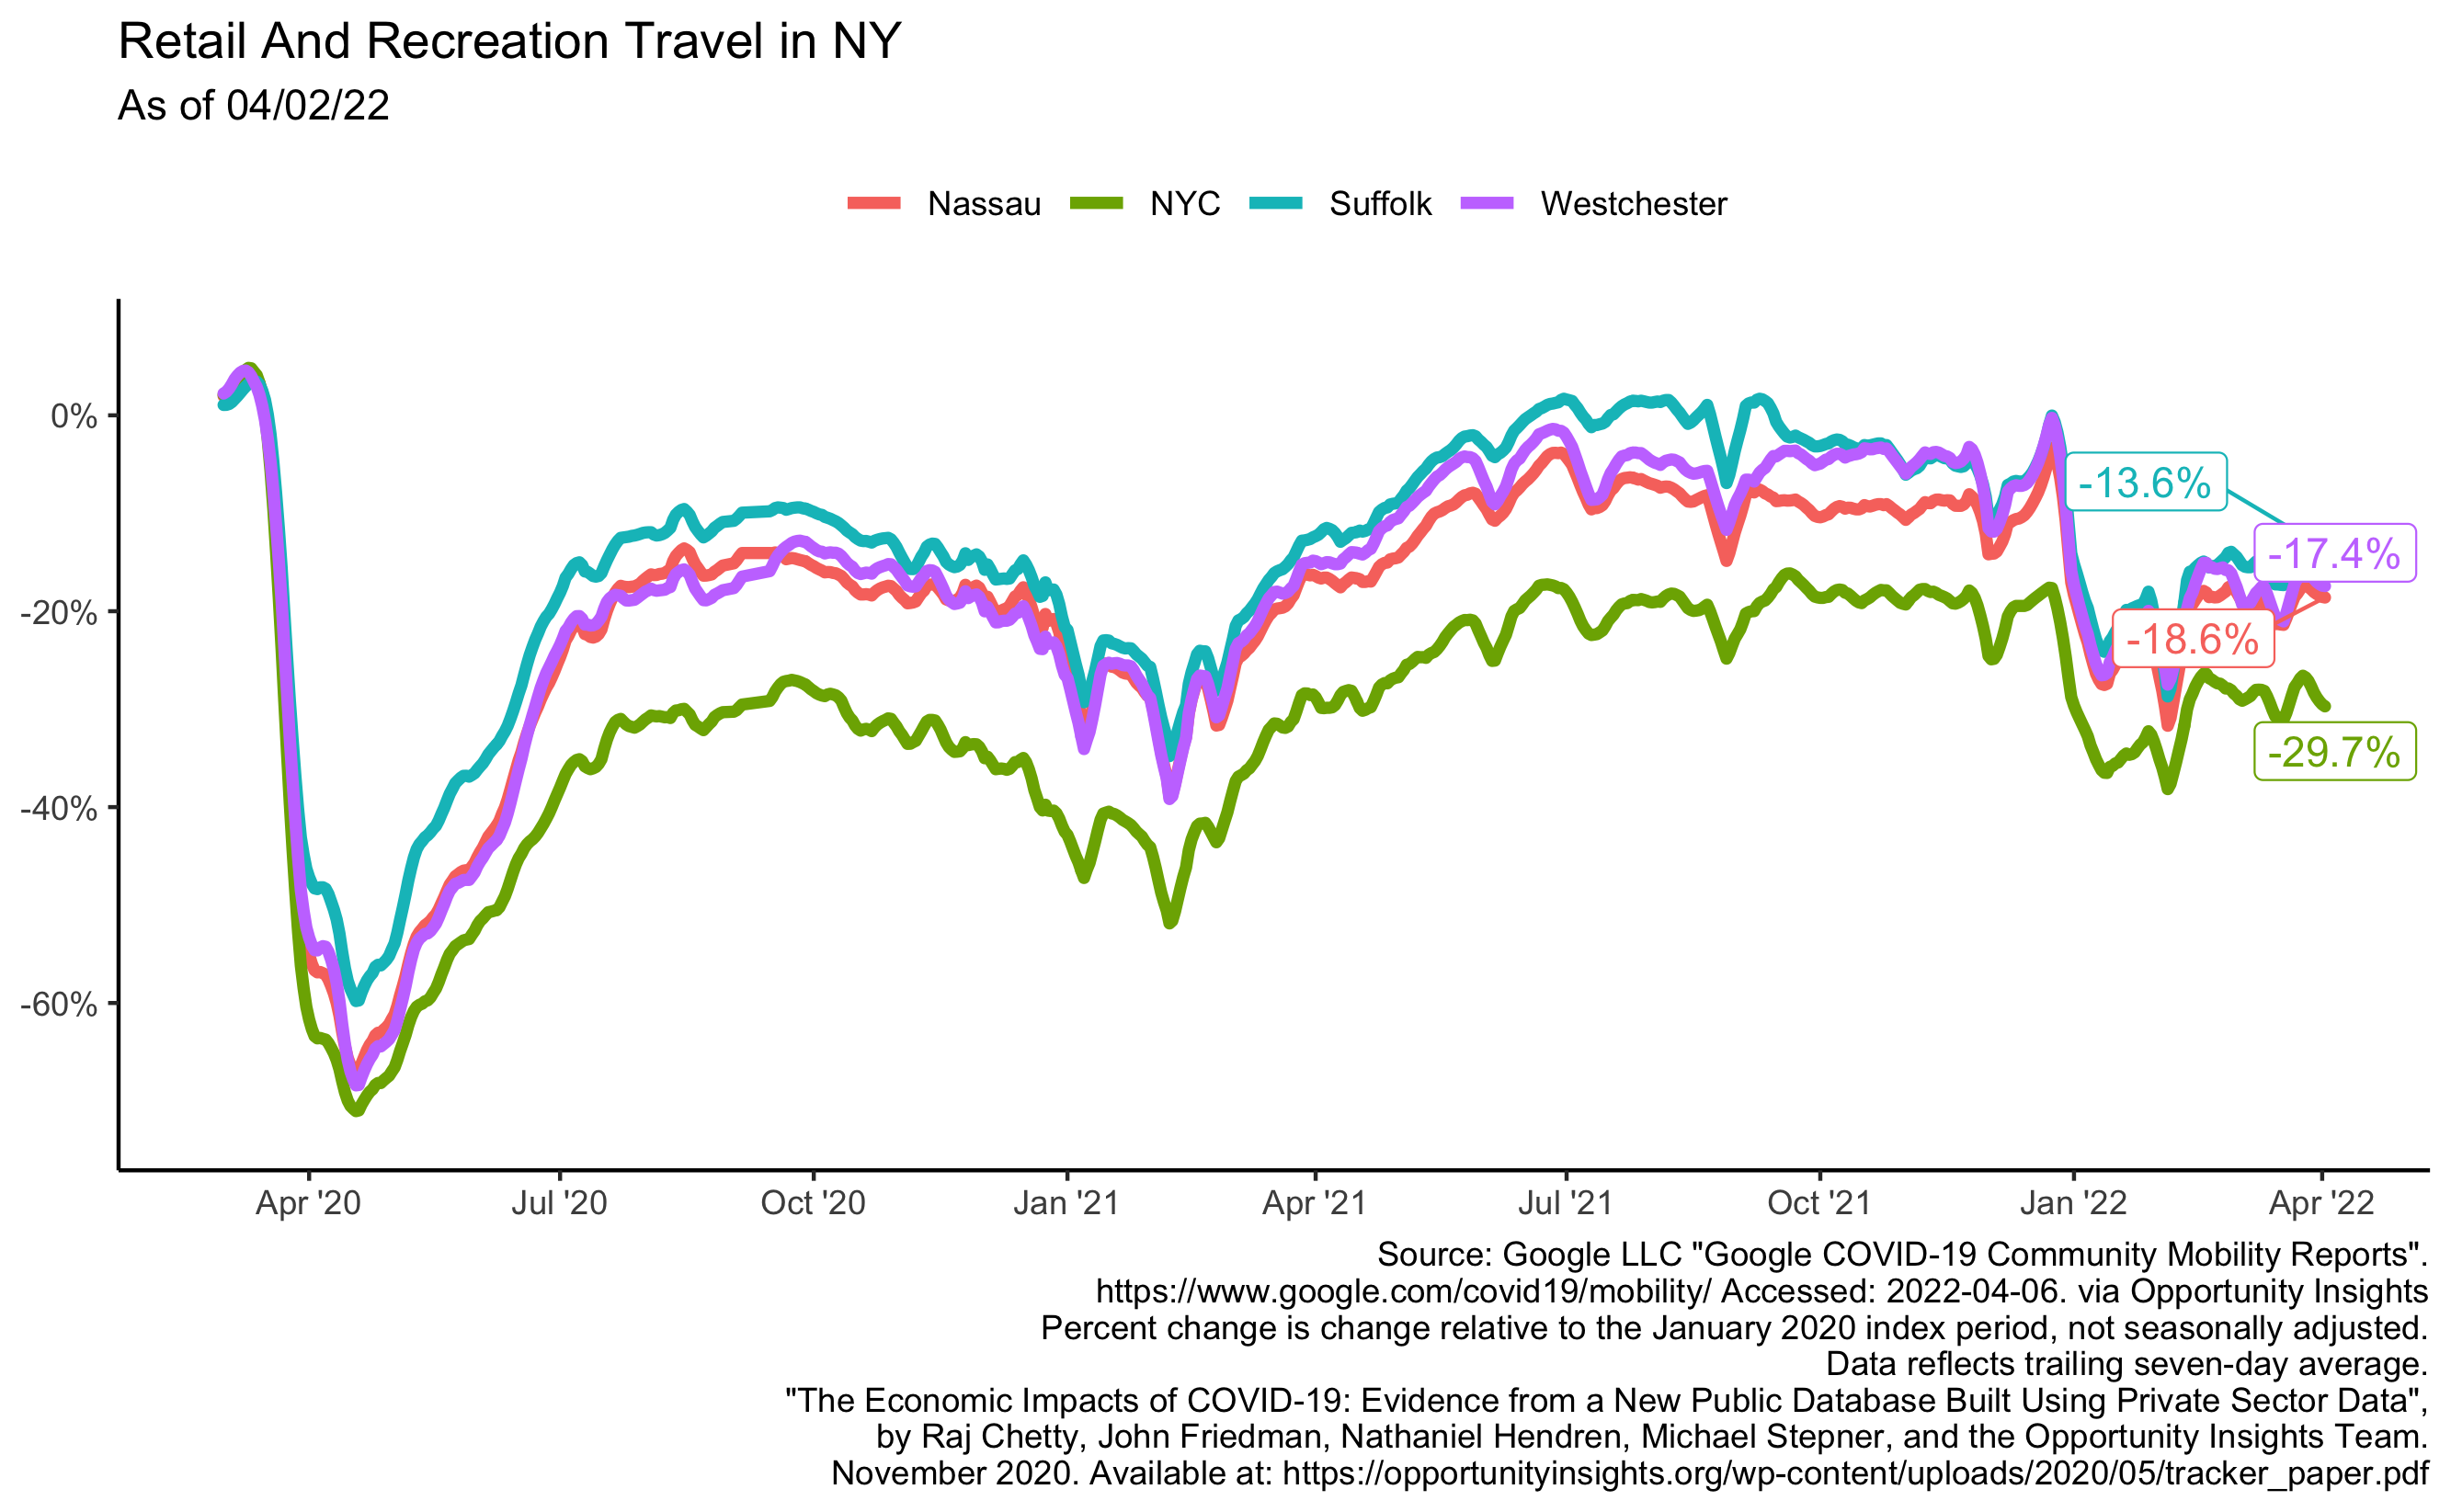 Retail And Recreation Travel in NY
As of 04/02/22
Nassau NYC Suffolk Westchester
0%
-20%
-40%
-60%
-13.6%
-17.4%
-18.6%
-29.7%
Apr '20 Jul '20 Oct '20 Jan '21 Apr '21 Jul '21 Oct '21 Jan '22 Apr '22
Source: Google LLC "Google COVID-19 Community Mobility Reports".
https://www.google.com/covid19/mobility/ Accessed: 2022-04-06. via Opportunity Insights
Percent change is change relative to the January 2020 index period, not seasonally adjusted.
Data reflects trailing seven-day average.
"The Economic Impacts of COVID-19: Evidence from a New Public Database Built Using Private Sector Data",
by Raj Chetty, John Friedman, Nathaniel Hendren, Michael Stepner, and the Opportunity Insights Team.
November 2020. Available at: https://opportunityinsights.org/wp-content/uploads/2020/05/tracker_paper.pdf